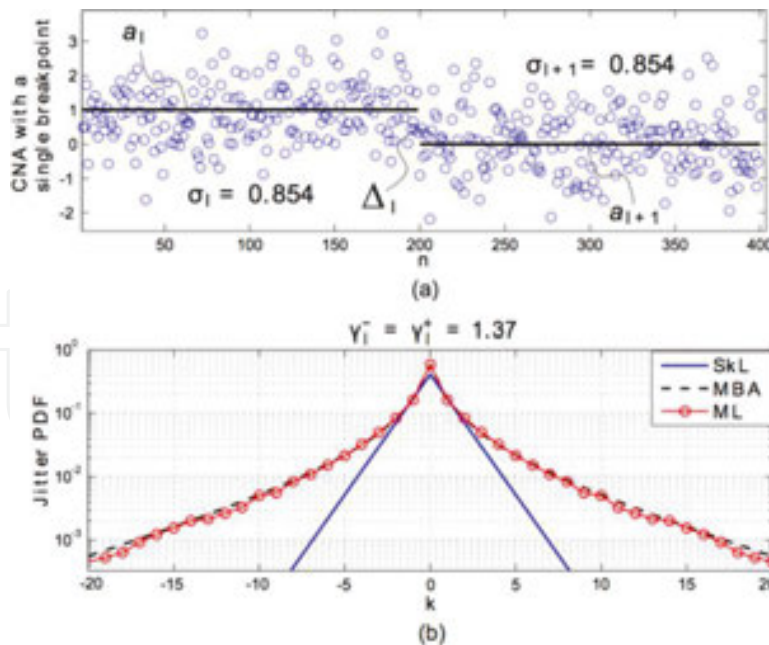 CNA with a
single breakpoint
3
2
1
0
-1
-2
a_l
σ_{l+1} = 0.854
σ_l = 0.854
Δ_l
a_{l+1}
50 100 150 200 250 300 350 400
n
(a)
γ_l^- = γ_l^+ = 1.37
Jitter PDF
10^0
10^{-1}
10^{-2}
10^{-3}
SkL
MBA
ML
-20 -15 -10 -5 0 5 10 15 20
k
(b)